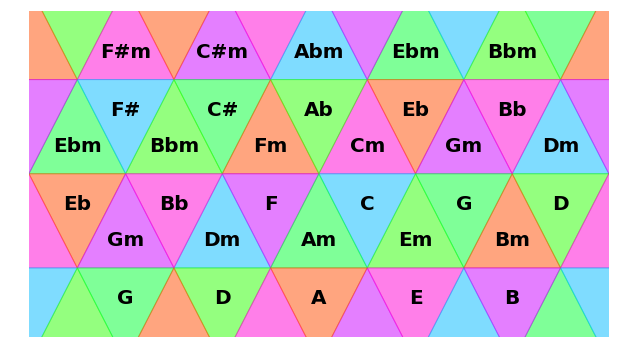 F#m C#m Abm Ebm Bbm
F# C# Ab Eb Bb
Ebm Bbm Fm Cm Gm Dm
Eb Bb F C G D
Gm Dm Am Em Bm
G D A E B